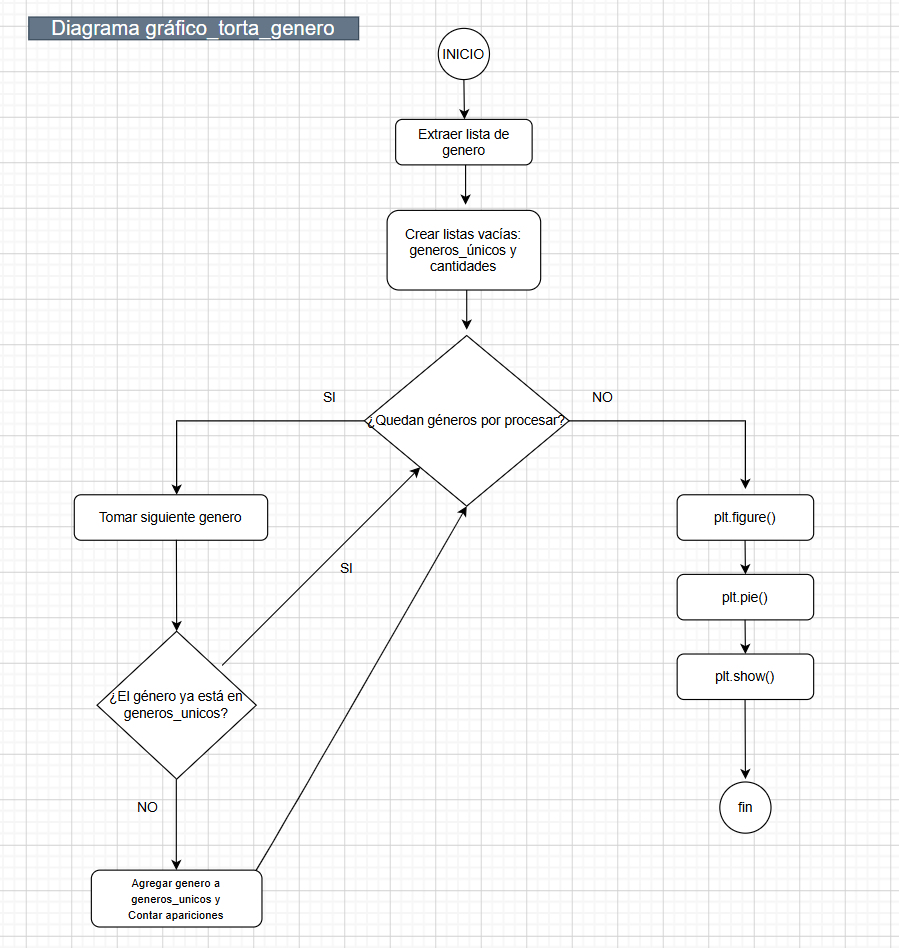 Diagrama gráfico_torta_genero
INICIO
Extraer lista de
genero
Crear listas vacías:
generos_únicos y
cantidades
¿Quedan géneros por procesar?
SI
NO
Tomar siguiente genero
SI
¿El género ya está en
generos_unicos?
NO
Agregar genero a
generos_unicos y
Contar apariciones
plt.figure()
plt.pie()
plt.show()
fin